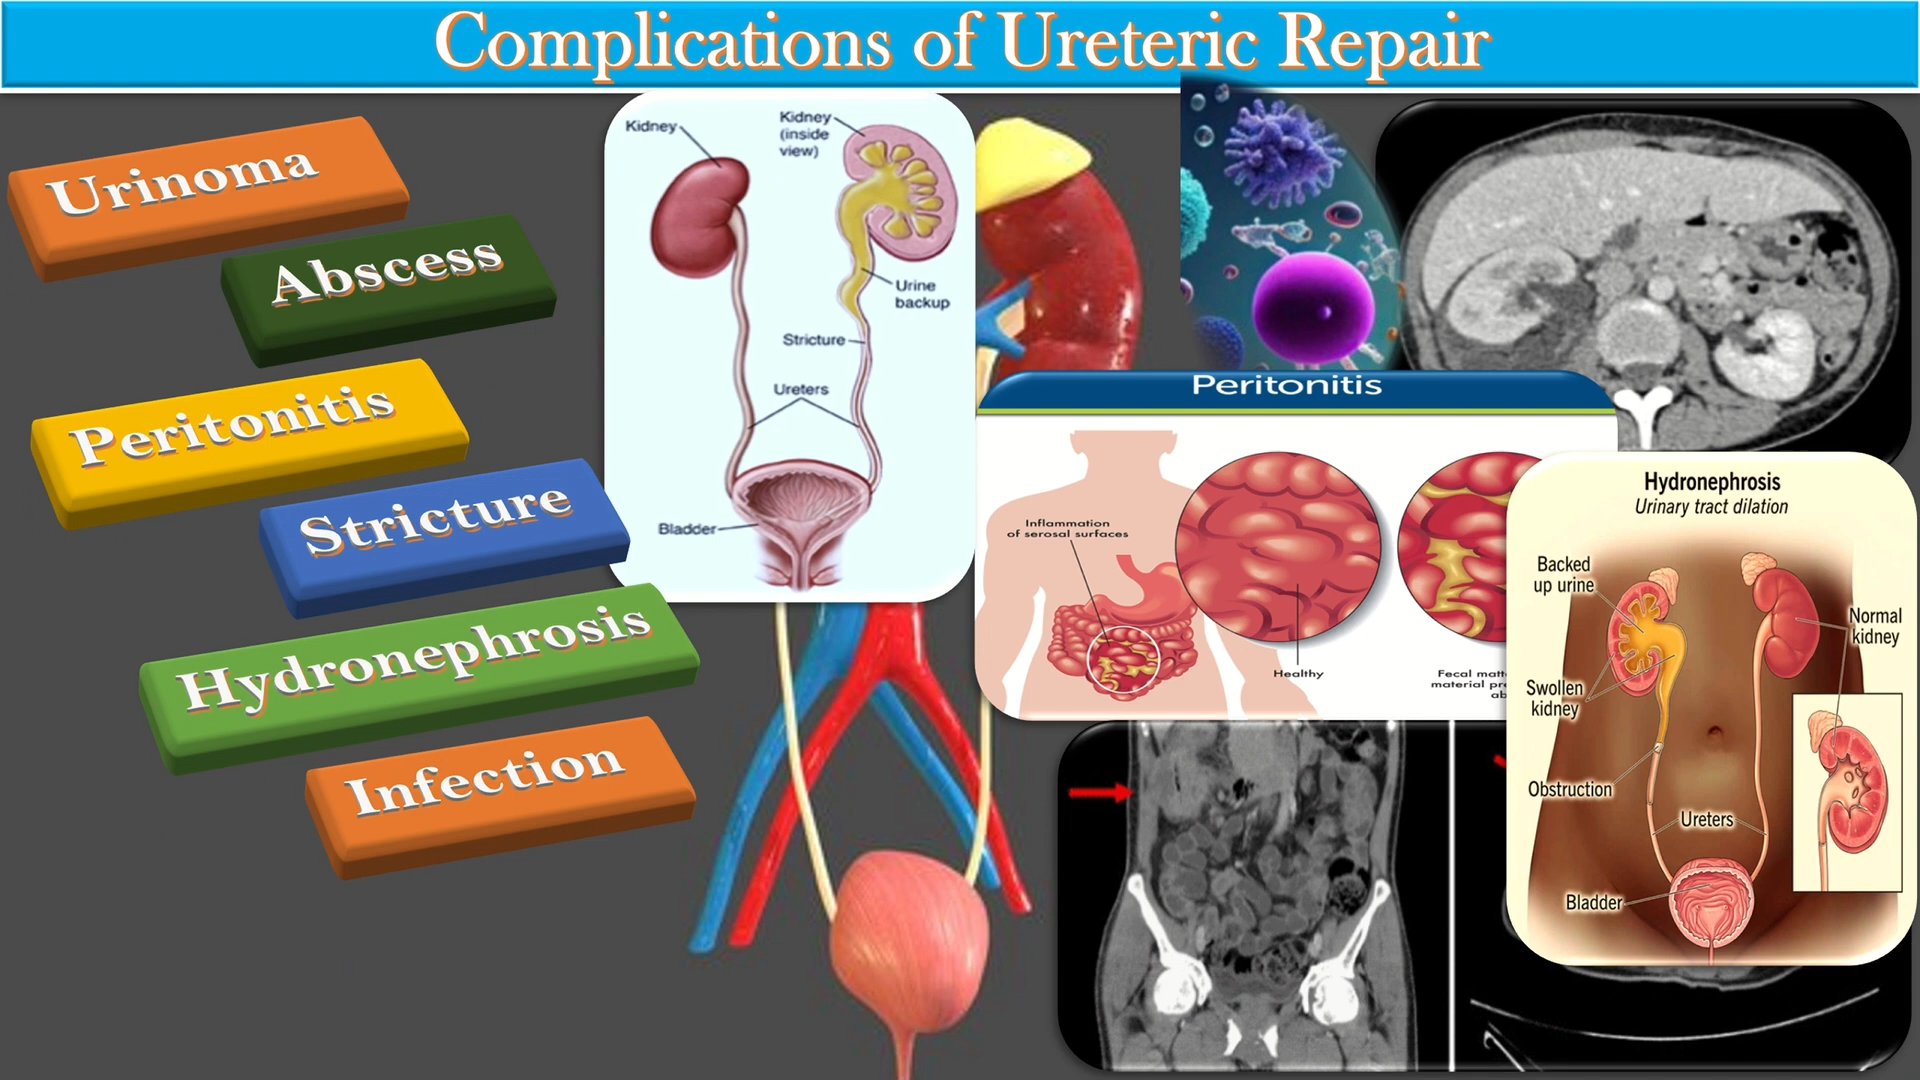 Complications of Ureteric Repair
Urinoma
Abscess
Peritonitis
Stricture
Hydronephrosis
Infection
Kidney
Kidney
(inside
view)
Urine
backup
Stricture
Ureters
Bladder
Peritonitis
Inflammation
of serosal surfaces
Healthy
Fecal
material
Hydronephrosis
Urinary tract dilation
Backed
up urine
Normal
kidney
Swollen
kidney
Obstruction
Ureters
Bladder